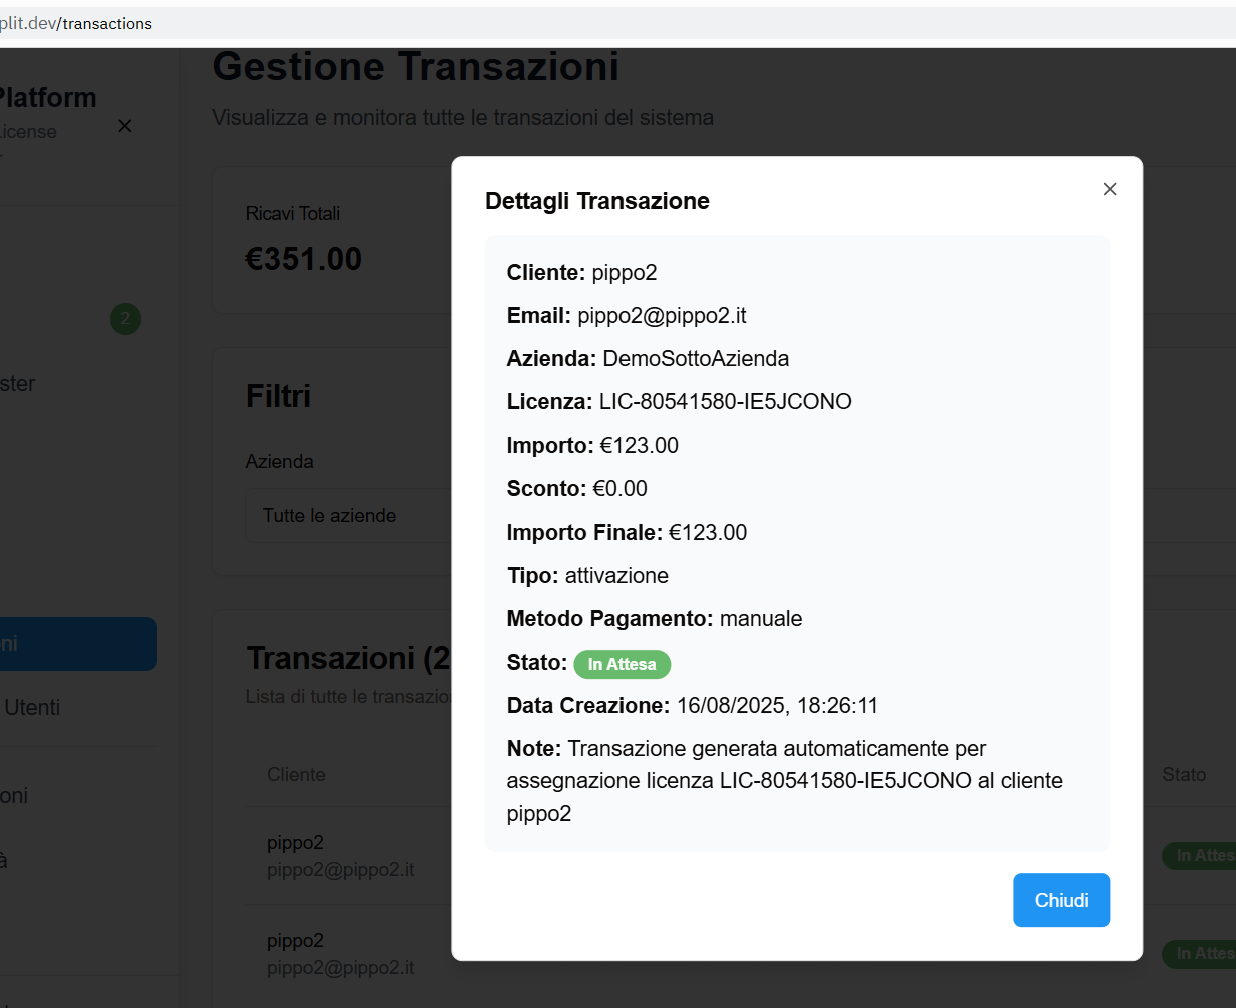 plit.dev/transactions
Gestione Transazioni
Platform
License
Visualizza e monitora tutte le transazioni del sistema
Ricavi Totali
€351.00
2
ster
Filtri
Azienda
Tutte le aziende
ni
Utenti
oni
à
Transazioni (2
Lista di tutte le transazio
Cliente
Stato
pippo2
pippo2@pippo2.it
In Attes
pippo2
pippo2@pippo2.it
In Attes
Dettagli Transazione
Cliente: pippo2
Email: pippo2@pippo2.it
Azienda: DemoSottoAzienda
Licenza: LIC-80541580-IE5JCONO
Importo: €123.00
Sconto: €0.00
Importo Finale: €123.00
Tipo: attivazione
Metodo Pagamento: manuale
Stato: In Attesa
Data Creazione: 16/08/2025, 18:26:11
Note: Transazione generata automaticamente per
assegnazione licenza LIC-80541580-IE5JCONO al cliente
pippo2
Chiudi